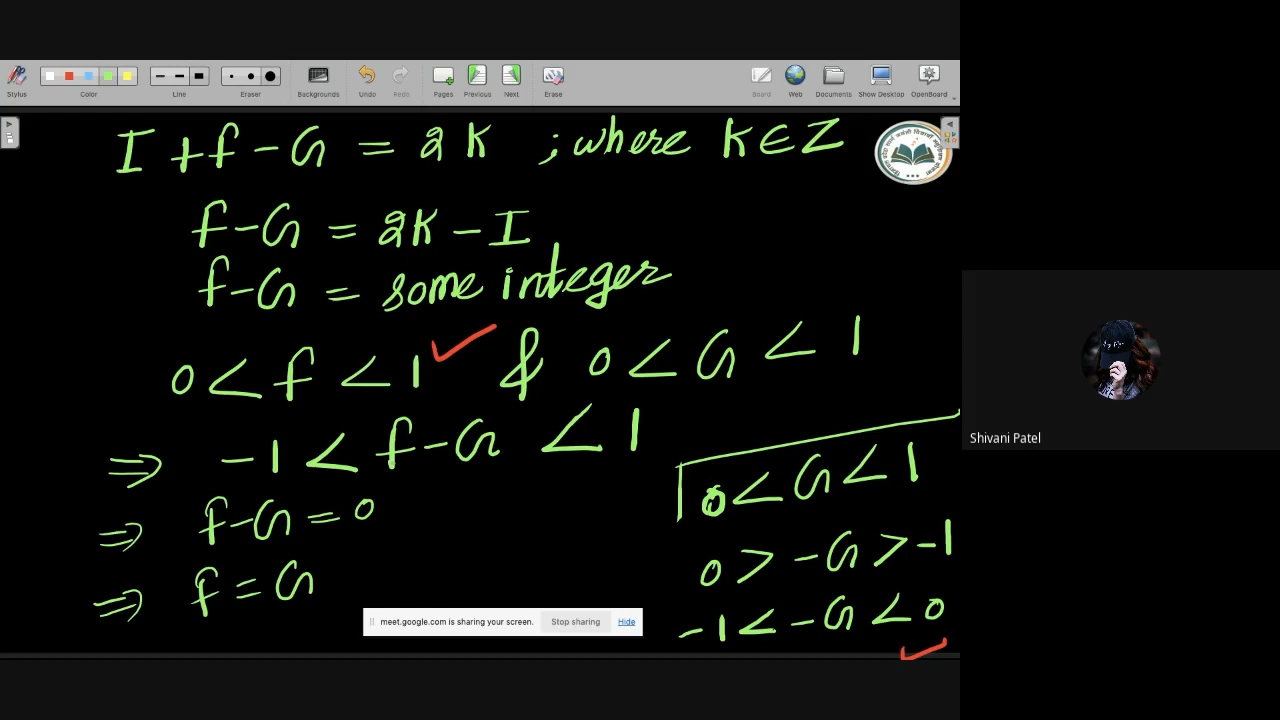 Stylus
Color
Line
Eraser
Backgrounds
Undo
Redo
Pages
Previous
Next
Erase
Board
Web
Documents
Show Desktop
OpenBoard
I + f - G = 2K ; where K ∈ Z
f - G = 2K - I
f - G = some integer
0 < f < 1 & 0 < G < 1
⇒ -1 < f - G < 1
⇒ f - G = 0
⇒ f = G
0 < G < 1
0 > -G > -1
-1 < -G < 0
meet.google.com is sharing your screen.
Stop sharing
Hide
Shivani Patel